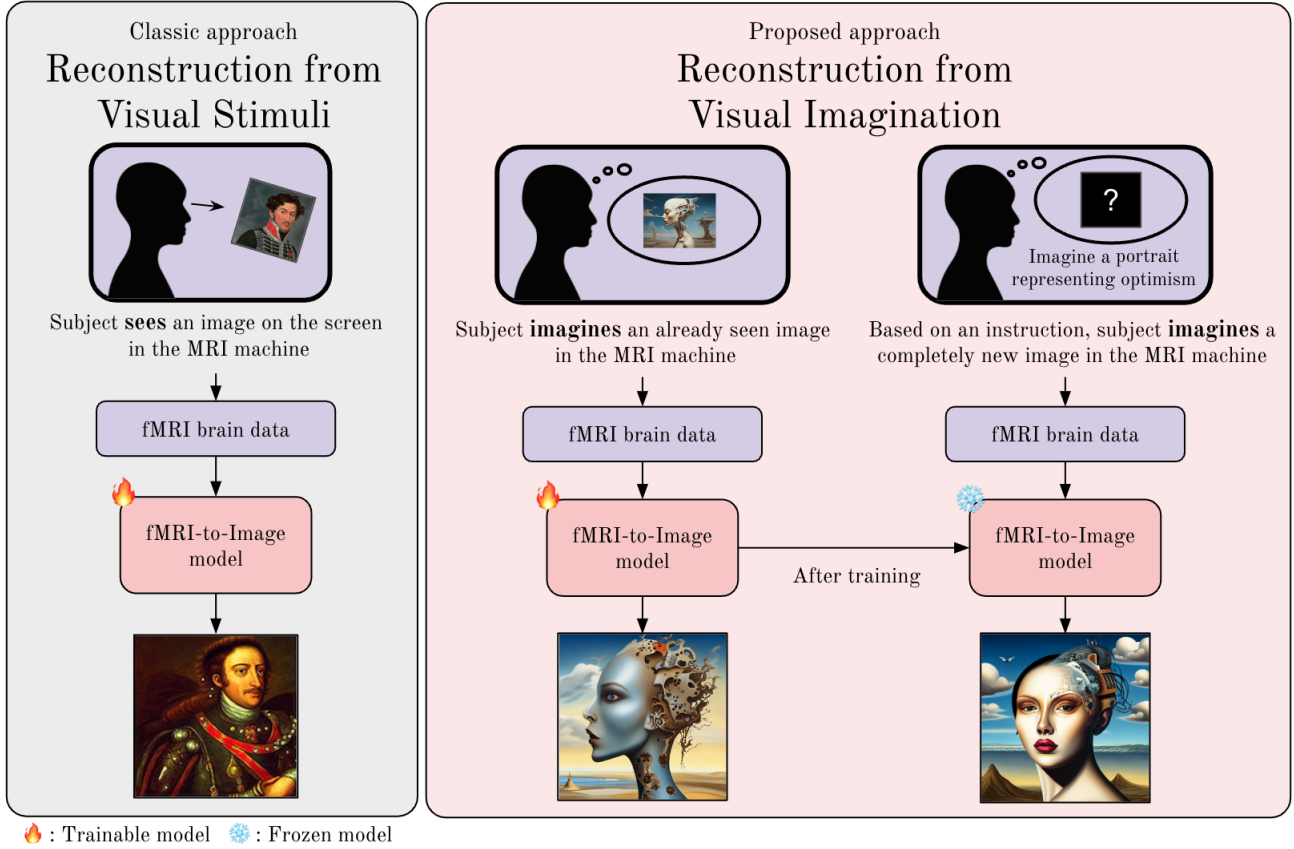 Classic approach
Reconstruction from
Visual Stimuli
Subject sees an image on the screen
in the MRI machine
fMRI brain data
fMRI-to-Image
model
Proposed approach
Reconstruction from
Visual Imagination
Subject imagines an already seen image
in the MRI machine
fMRI brain data
fMRI-to-Image
model
After training
?
Imagine a portrait
representing optimism
Based on an instruction, subject imagines a
completely new image in the MRI machine
fMRI brain data
fMRI-to-Image
model
: Trainable model
: Frozen model